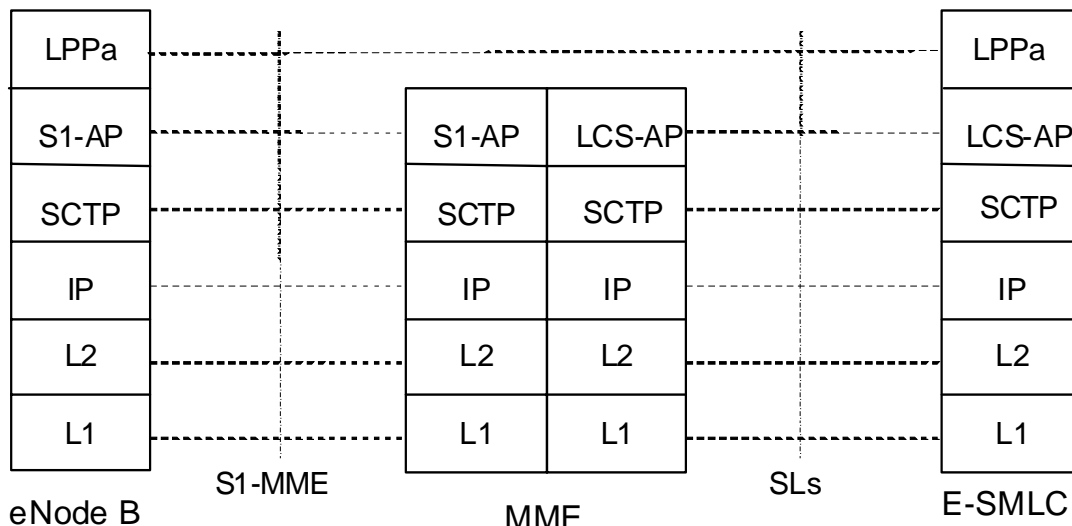 LPPa LPPa
S1-AP S1-AP LCS-AP LCS-AP
SCTP SCTP SCTP SCTP
IP IP IP IP
L2 L2 L2 L2
L1 L1 L1 L1
S1-MME SLs
eNode B MME E-SMLC